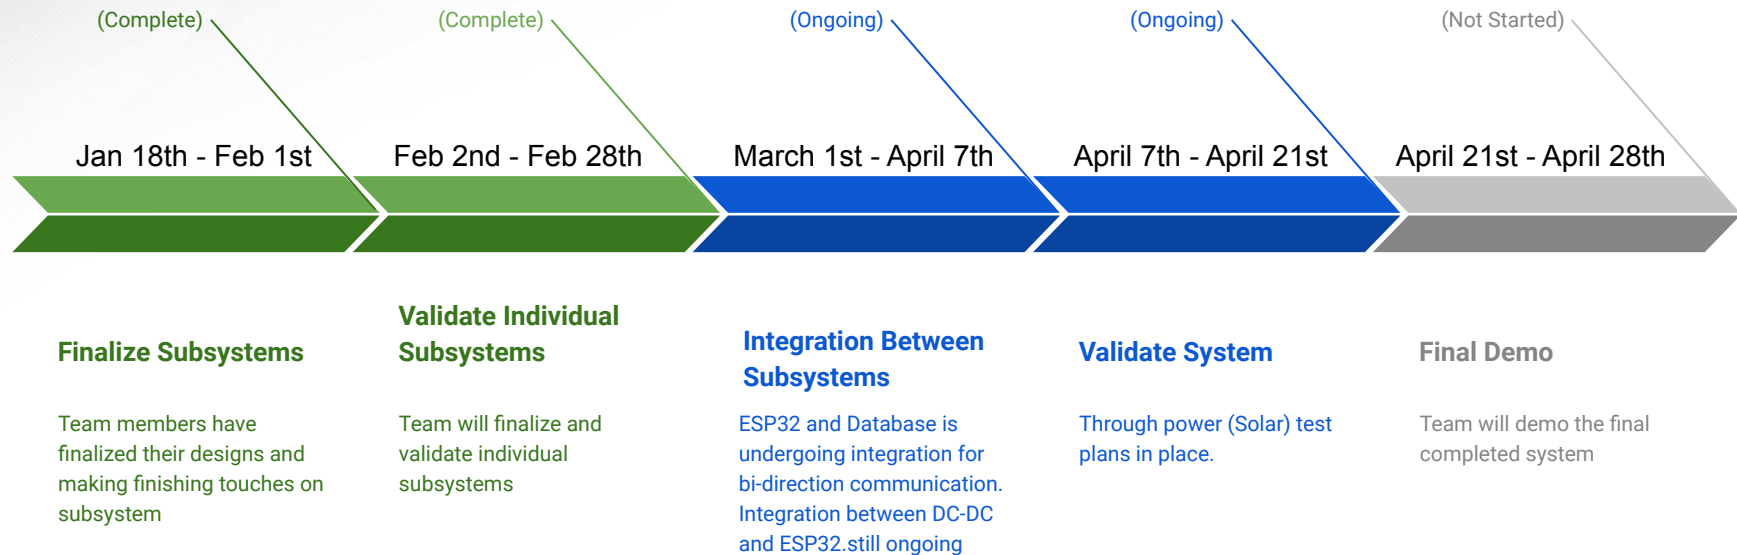 (Complete)
(Complete)
(Ongoing)
(Ongoing)
(Not Started)
Jan 18th - Feb 1st
Feb 2nd - Feb 28th
March 1st - April 7th
April 7th - April 21st
April 21st - April 28th
Finalize Subsystems
Team members have
finalized their designs and
making finishing touches on
subsystem
Validate Individual
Subsystems
Team will finalize and
validate individual
subsystems
Integration Between
Subsystems
ESP32 and Database is
undergoing integration for
bi-direction communication.
Integration between DC-DC
and ESP32.still ongoing
Validate System
Through power (Solar) test
plans in place.
Final Demo
Team will demo the final
completed system